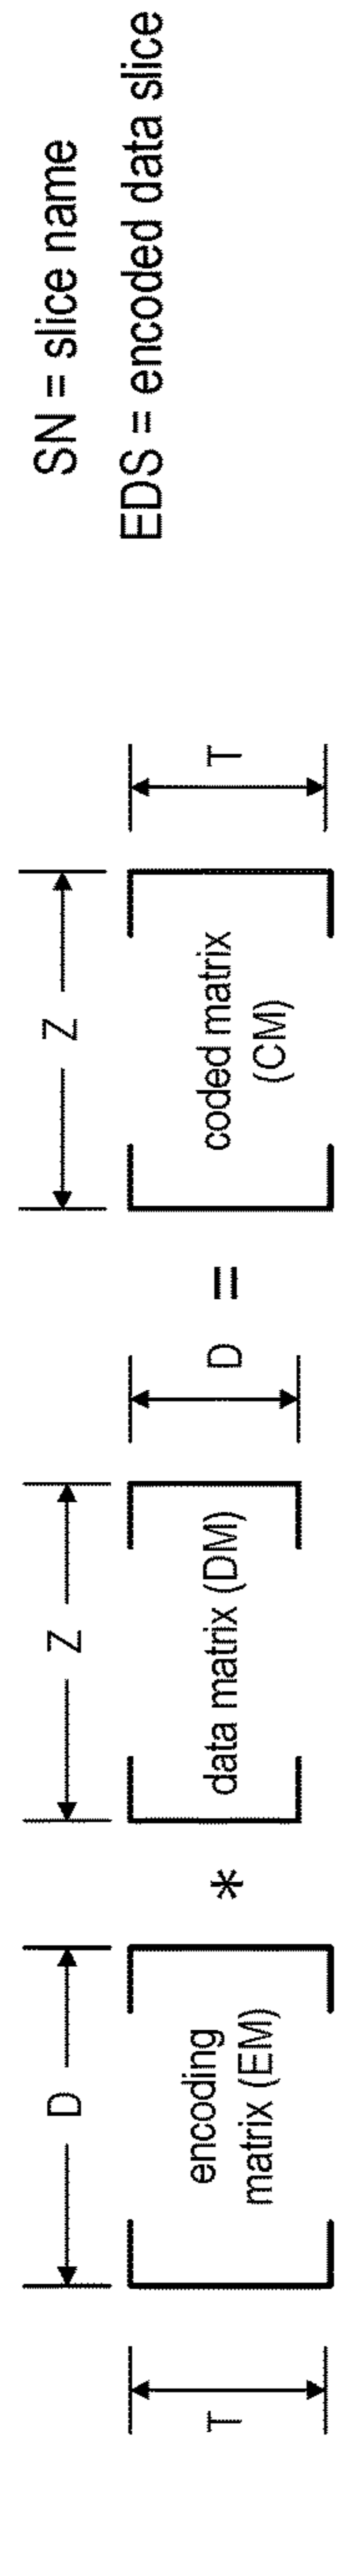 T
D
encoding
matrix (EM)
*
Z
data matrix (DM)
D
=
Z
coded matrix
(CM)
T
SN = slice name
EDS = encoded data slice